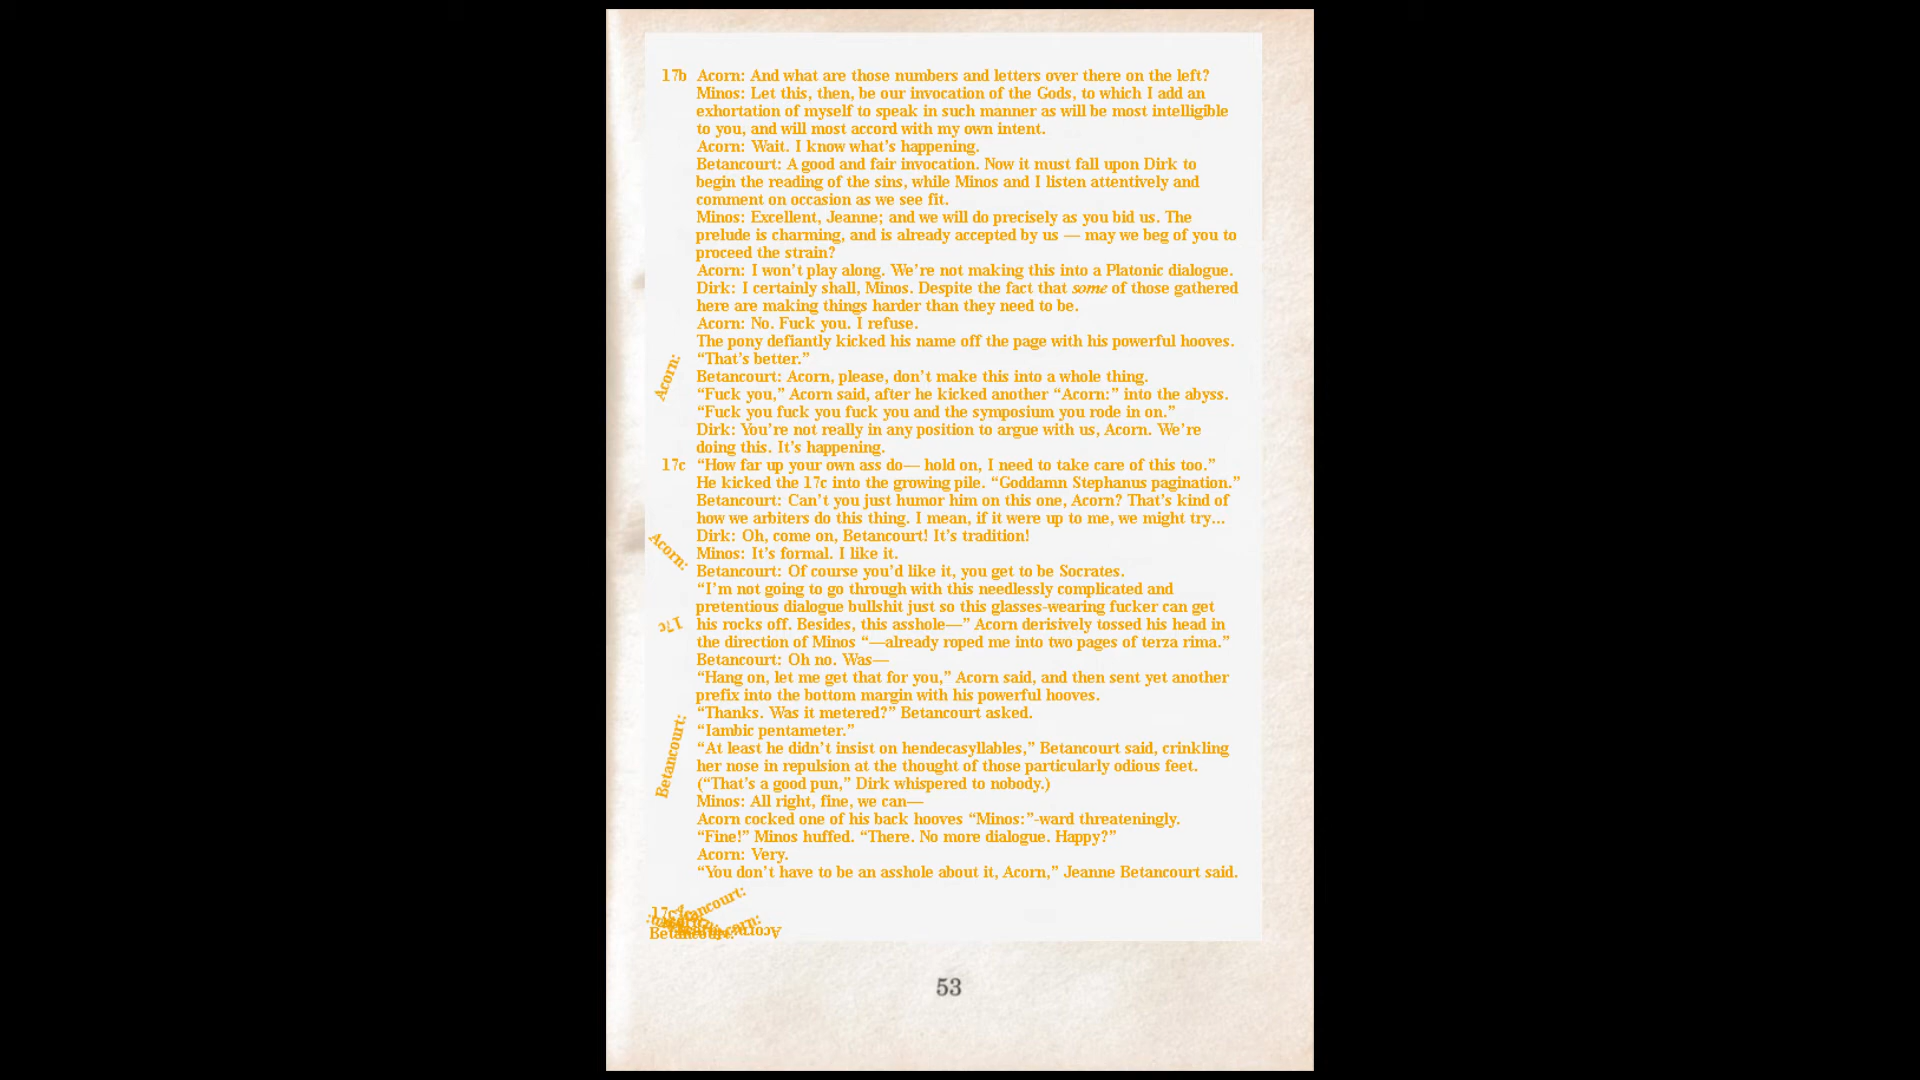 17b Acorn: And what are those numbers and letters over there on the left?
Minos: Let this, then, be our invocation of the Gods, to which I add an
exhortation of myself to speak in such manner as will be most intelligible
to you, and will most accord with my own intent.
Acorn: Wait. I know what’s happening.
Betancourt: A good and fair invocation. Now it must fall upon Dirk to
begin the reading of the sins, while Minos and I listen attentively and
comment on occasion as we see fit.
Minos: Excellent, Jeanne; and we will do precisely as you bid us. The
prelude is charming, and is already accepted by us — may we beg of you to
proceed the strain?
Acorn: I won’t play along. We’re not making this into a Platonic dialogue.
Dirk: I certainly shall, Minos. Despite the fact that some of those gathered
here are making things harder than they need to be.
Acorn: No. Fuck you. I refuse.
The pony defiantly kicked his name off the page with his powerful hooves.
“That’s better.”
Acorn:
Betancourt: Acorn, please, don’t make this into a whole thing.
“Fuck you,” Acorn said, after he kicked another “Acorn:” into the abyss.
“Fuck you fuck you fuck you and the symposium you rode in on.”
Dirk: You’re not really in any position to argue with us, Acorn. We’re
doing this. It’s happening.
17c “How far up your own ass do— hold on, I need to take care of this too.”
He kicked the 17c into the growing pile. “Goddamn Stephanus pagination.”
Betancourt: Can’t you just humor him on this one, Acorn? That’s kind of
how we arbiters do this thing. I mean, if it were up to me, we might try...
Dirk: Oh, come on, Betancourt! It’s tradition!
Acorn:
Minos: It’s formal. I like it.
Betancourt: Of course you’d like it, you get to be Socrates.
“I’m not going to go through with this needlessly complicated and
pretentious dialogue bullshit just so this glasses-wearing fucker can get
17c
his rocks off. Besides, this asshole—” Acorn derisively tossed his head in
the direction of Minos “—already roped me into two pages of terza rima.”
Betancourt: Oh no. Was—
“Hang on, let me get that for you,” Acorn said, and then sent yet another
prefix into the bottom margin with his powerful hooves.
“Thanks. Was it metered?” Betancourt asked.
“Iambic pentameter.”
Betancourt:
“At least he didn’t insist on hendecasyllables,” Betancourt said, crinkling
her nose in repulsion at the thought of those particularly odious feet.
(“That’s a good pun,” Dirk whispered to nobody.)
Minos: All right, fine, we can—
Acorn cocked one of his back hooves “Minos:”-ward threateningly.
“Fine!” Minos huffed. “There. No more dialogue. Happy?”
Acorn: Very.
“You don’t have to be an asshole about it, Acorn,” Jeanne Betancourt said.
17c
Betancourt:
Acorn:
53